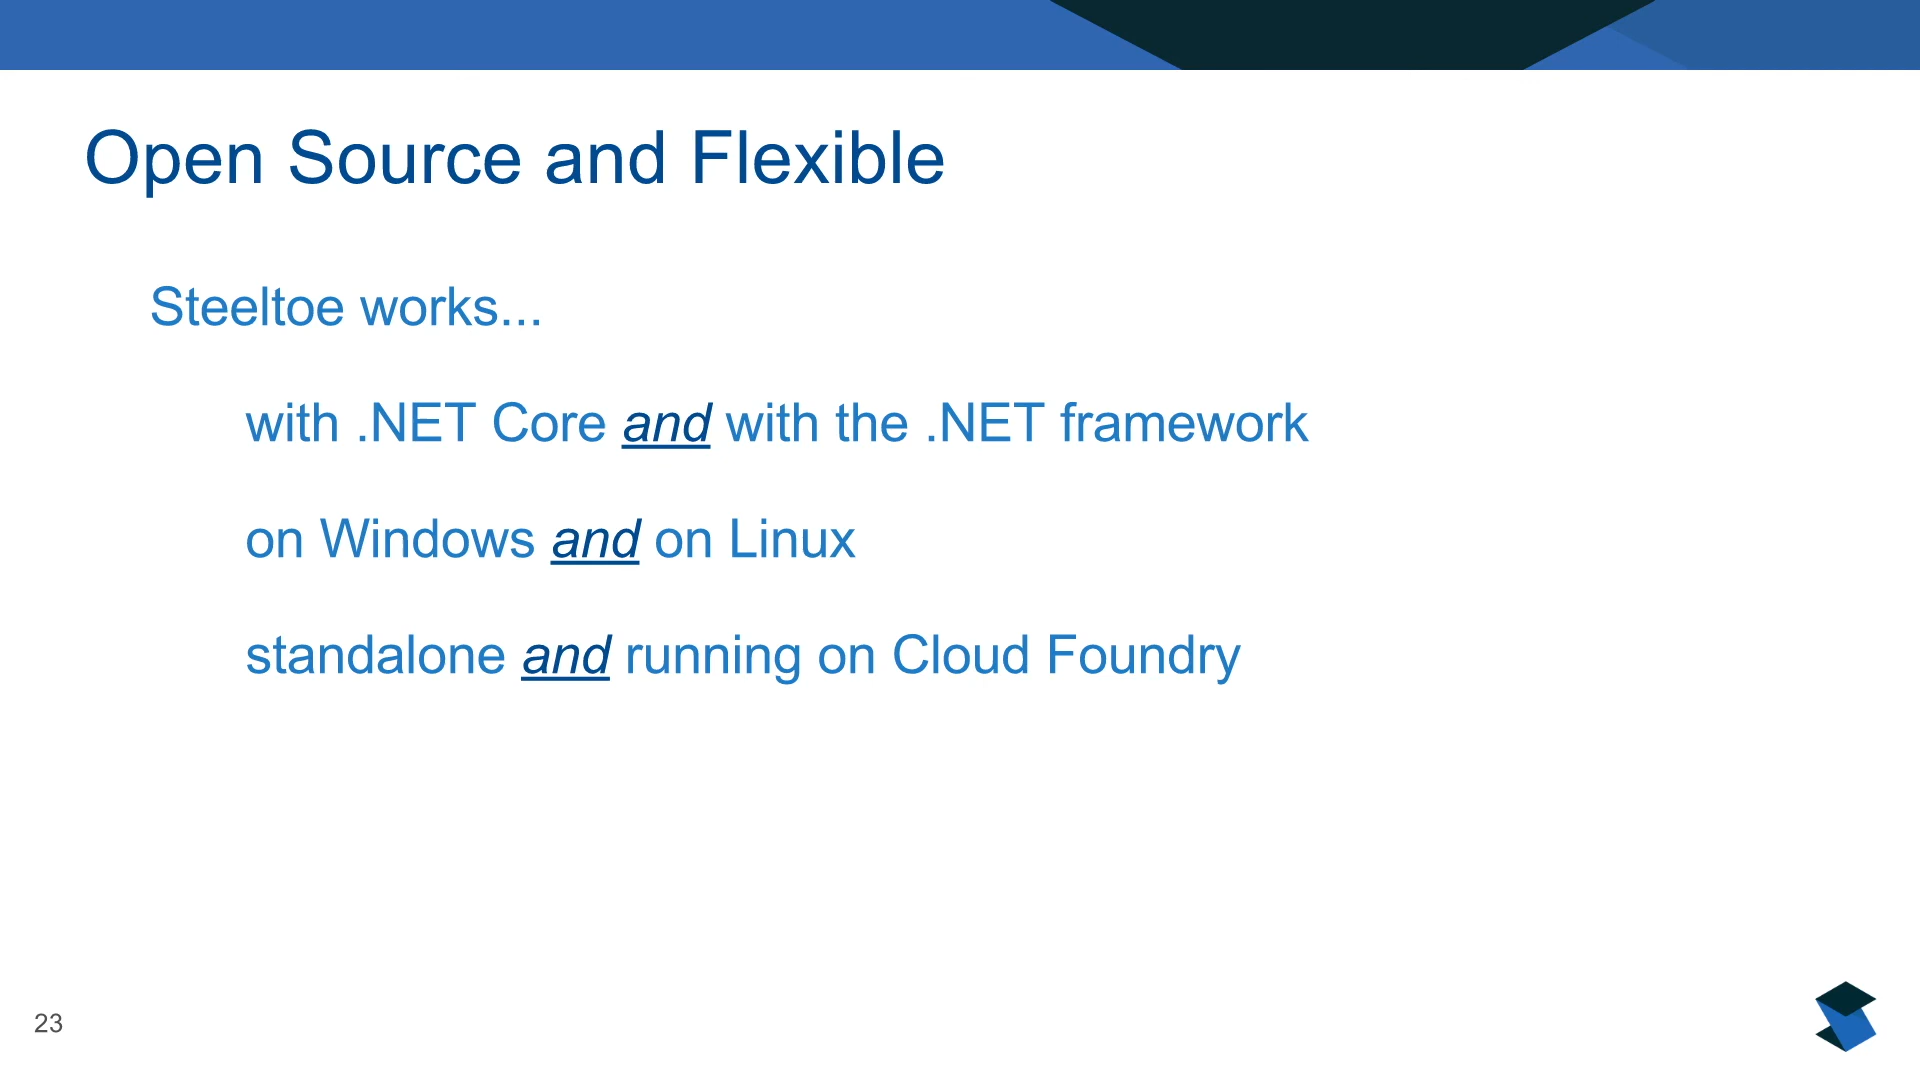 Open Source and Flexible
Steeltoe works...
with .NET Core and with the .NET framework
on Windows and on Linux
standalone and running on Cloud Foundry
23